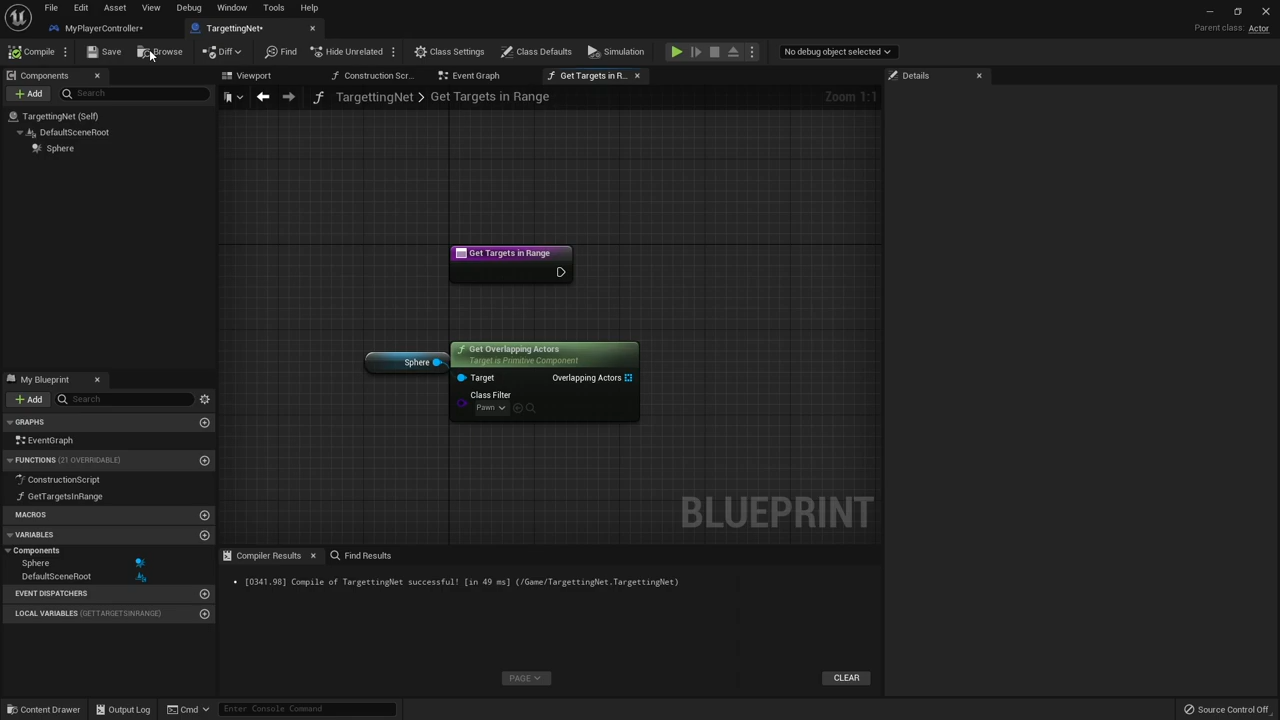 File Edit Asset View Debug Window Tools Help
MyPlayerController* TargettingNet*
Parent class: Actor
Compile Save Browse Diff Find Hide Unrelated Class Settings Class Defaults Simulation No debug object selected
Components
Viewport Construction Scr... Event Graph Get Targets in R... Details
Add Search
TargettingNet > Get Targets in Range Zoom 1:1
TargettingNet (Self)
DefaultSceneRoot
Sphere
Get Targets in Range
Get Overlapping Actors
Target is Primitive Component
Sphere
Target Overlapping Actors
Class Filter
Pawn
My Blueprint
Add Search
GRAPHS
EventGraph
FUNCTIONS (21 OVERRIDABLE)
ConstructionScript
GetTargetsInRange
MACROS
VARIABLES
Components
Sphere
DefaultSceneRoot
EVENT DISPATCHERS
LOCAL VARIABLES (GETTARGETSINRANGE)
BLUEPRINT
Compiler Results Find Results
[0341.98] Compile of TargettingNet successful! [in 49 ms] (/Game/TargettingNet.TargettingNet)
PAGE CLEAR
Content Drawer Output Log Cmd Enter Console Command Source Control Off